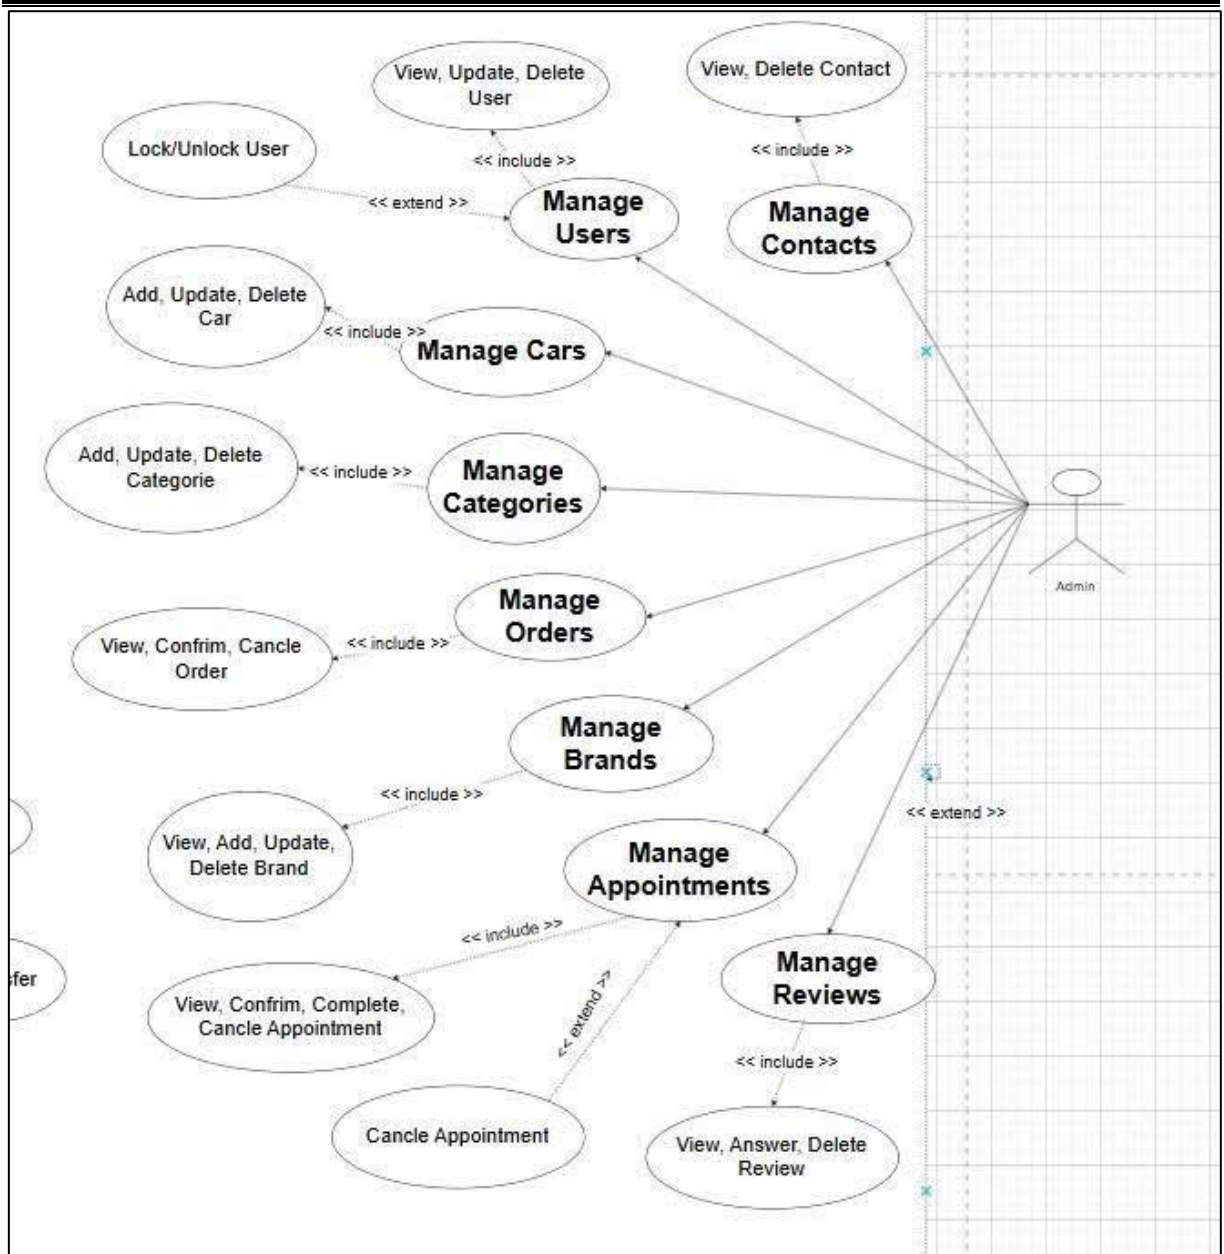 View, Delete Contact
View, Update, Delete
User
Lock/Unlock User
<< include >>
<< include >>
<< extend >>
Manage
Users
Manage
Contacts
Add, Update, Delete
Car
<< include >>
Manage Cars
Add, Update, Delete
Categorie
<< include >>
Manage
Categories
Admin
Manage
Orders
<< include >>
View, Confrim, Cancle
Order
Manage
Brands
<< include >>
<< extend >>
View, Add, Update,
Delete Brand
Manage
Appointments
<< include >>
sfer
Manage
Reviews
View, Confrim, Complete,
Cancle Appointment
<< extend >>
<< include >>
Cancle Appointment
View, Answer, Delete
Review